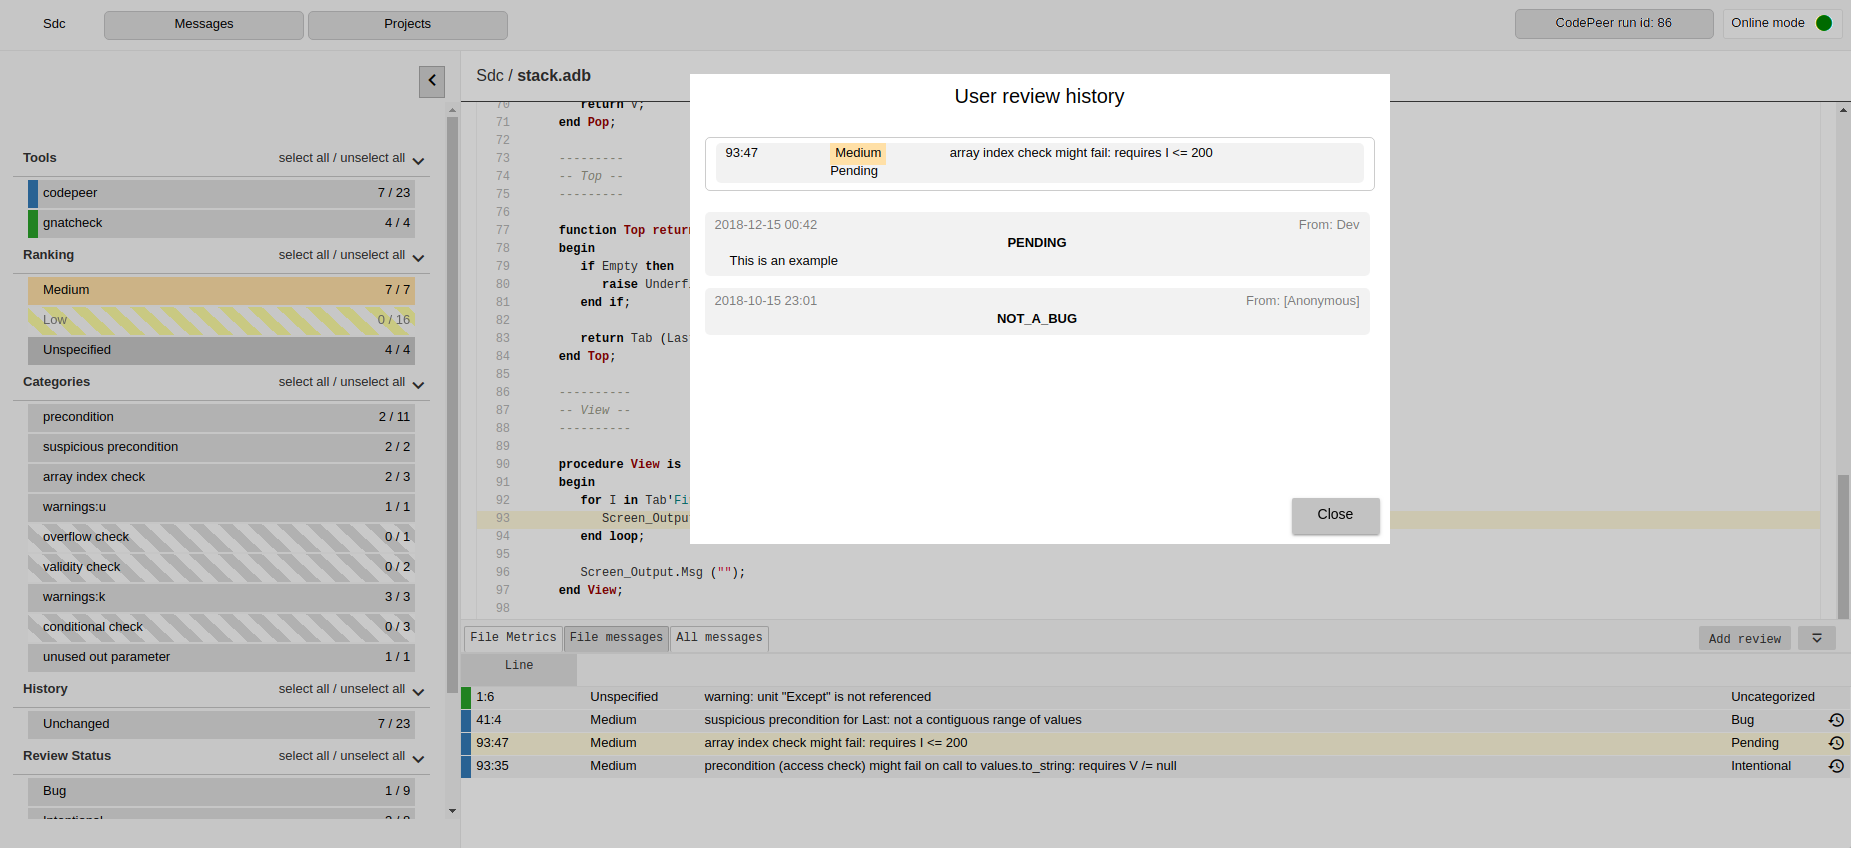 Sdc
Messages
Projects
CodePeer run id: 86
Online mode
Tools
select all / unselect all
codepeer 7 / 23
gnatcheck 4 / 4
Ranking
select all / unselect all
Medium 7 / 7
Low 0 / 16
Unspecified 4 / 4
Categories
select all / unselect all
precondition 2 / 11
suspicious precondition 2 / 2
array index check 2 / 3
warnings:u 1 / 1
overflow check 0 / 1
validity check 0 / 2
warnings:k 3 / 3
conditional check 0 / 3
unused out parameter 1 / 1
History
select all / unselect all
Unchanged 7 / 23
Review Status
select all / unselect all
Bug 1 / 9
Sdc / stack.adb
70 return V;
71 end Pop;
72
73 ---------
74 -- Top --
75 ---------
76
77 function Top return
78 begin
79 if Empty then
80 raise
81 end if;
82
83 return Tab
84 end Top;
85
86 ----------
87 -- View --
88 ----------
89
90 procedure View is
91 begin
92 for I in
93
94 end loop;
95
96 Screen_Output.Msg ("");
97 end View;
98
User review history
93:47 Medium array index check might fail: requires I <= 200
Pending
2018-12-15 00:42 From: Dev
PENDING
This is an example
2018-10-15 23:01 From: [Anonymous]
NOT_A_BUG
Close
File Metrics
File messages
All messages
Add review
Line
1:6 Unspecified warning: unit "Except" is not referenced Uncategorized
41:4 Medium suspicious precondition for Last: not a contiguous range of values Bug
93:47 Medium array index check might fail: requires I <= 200 Pending
93:35 Medium precondition (access check) might fail on call to values.to_string: requires V /= null Intentional